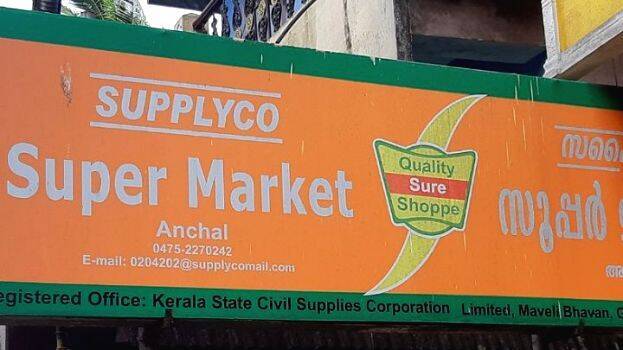 SUPPLYCO
Super Market
Anchal
0475-2270242
E-mail: 0204202@supplycomail.com
Quality
Sure
Shoppe
സൂപ്പർ
egistered Office: Kerala State Civil Supplies Corporation Limited, Maveli Bhavan,